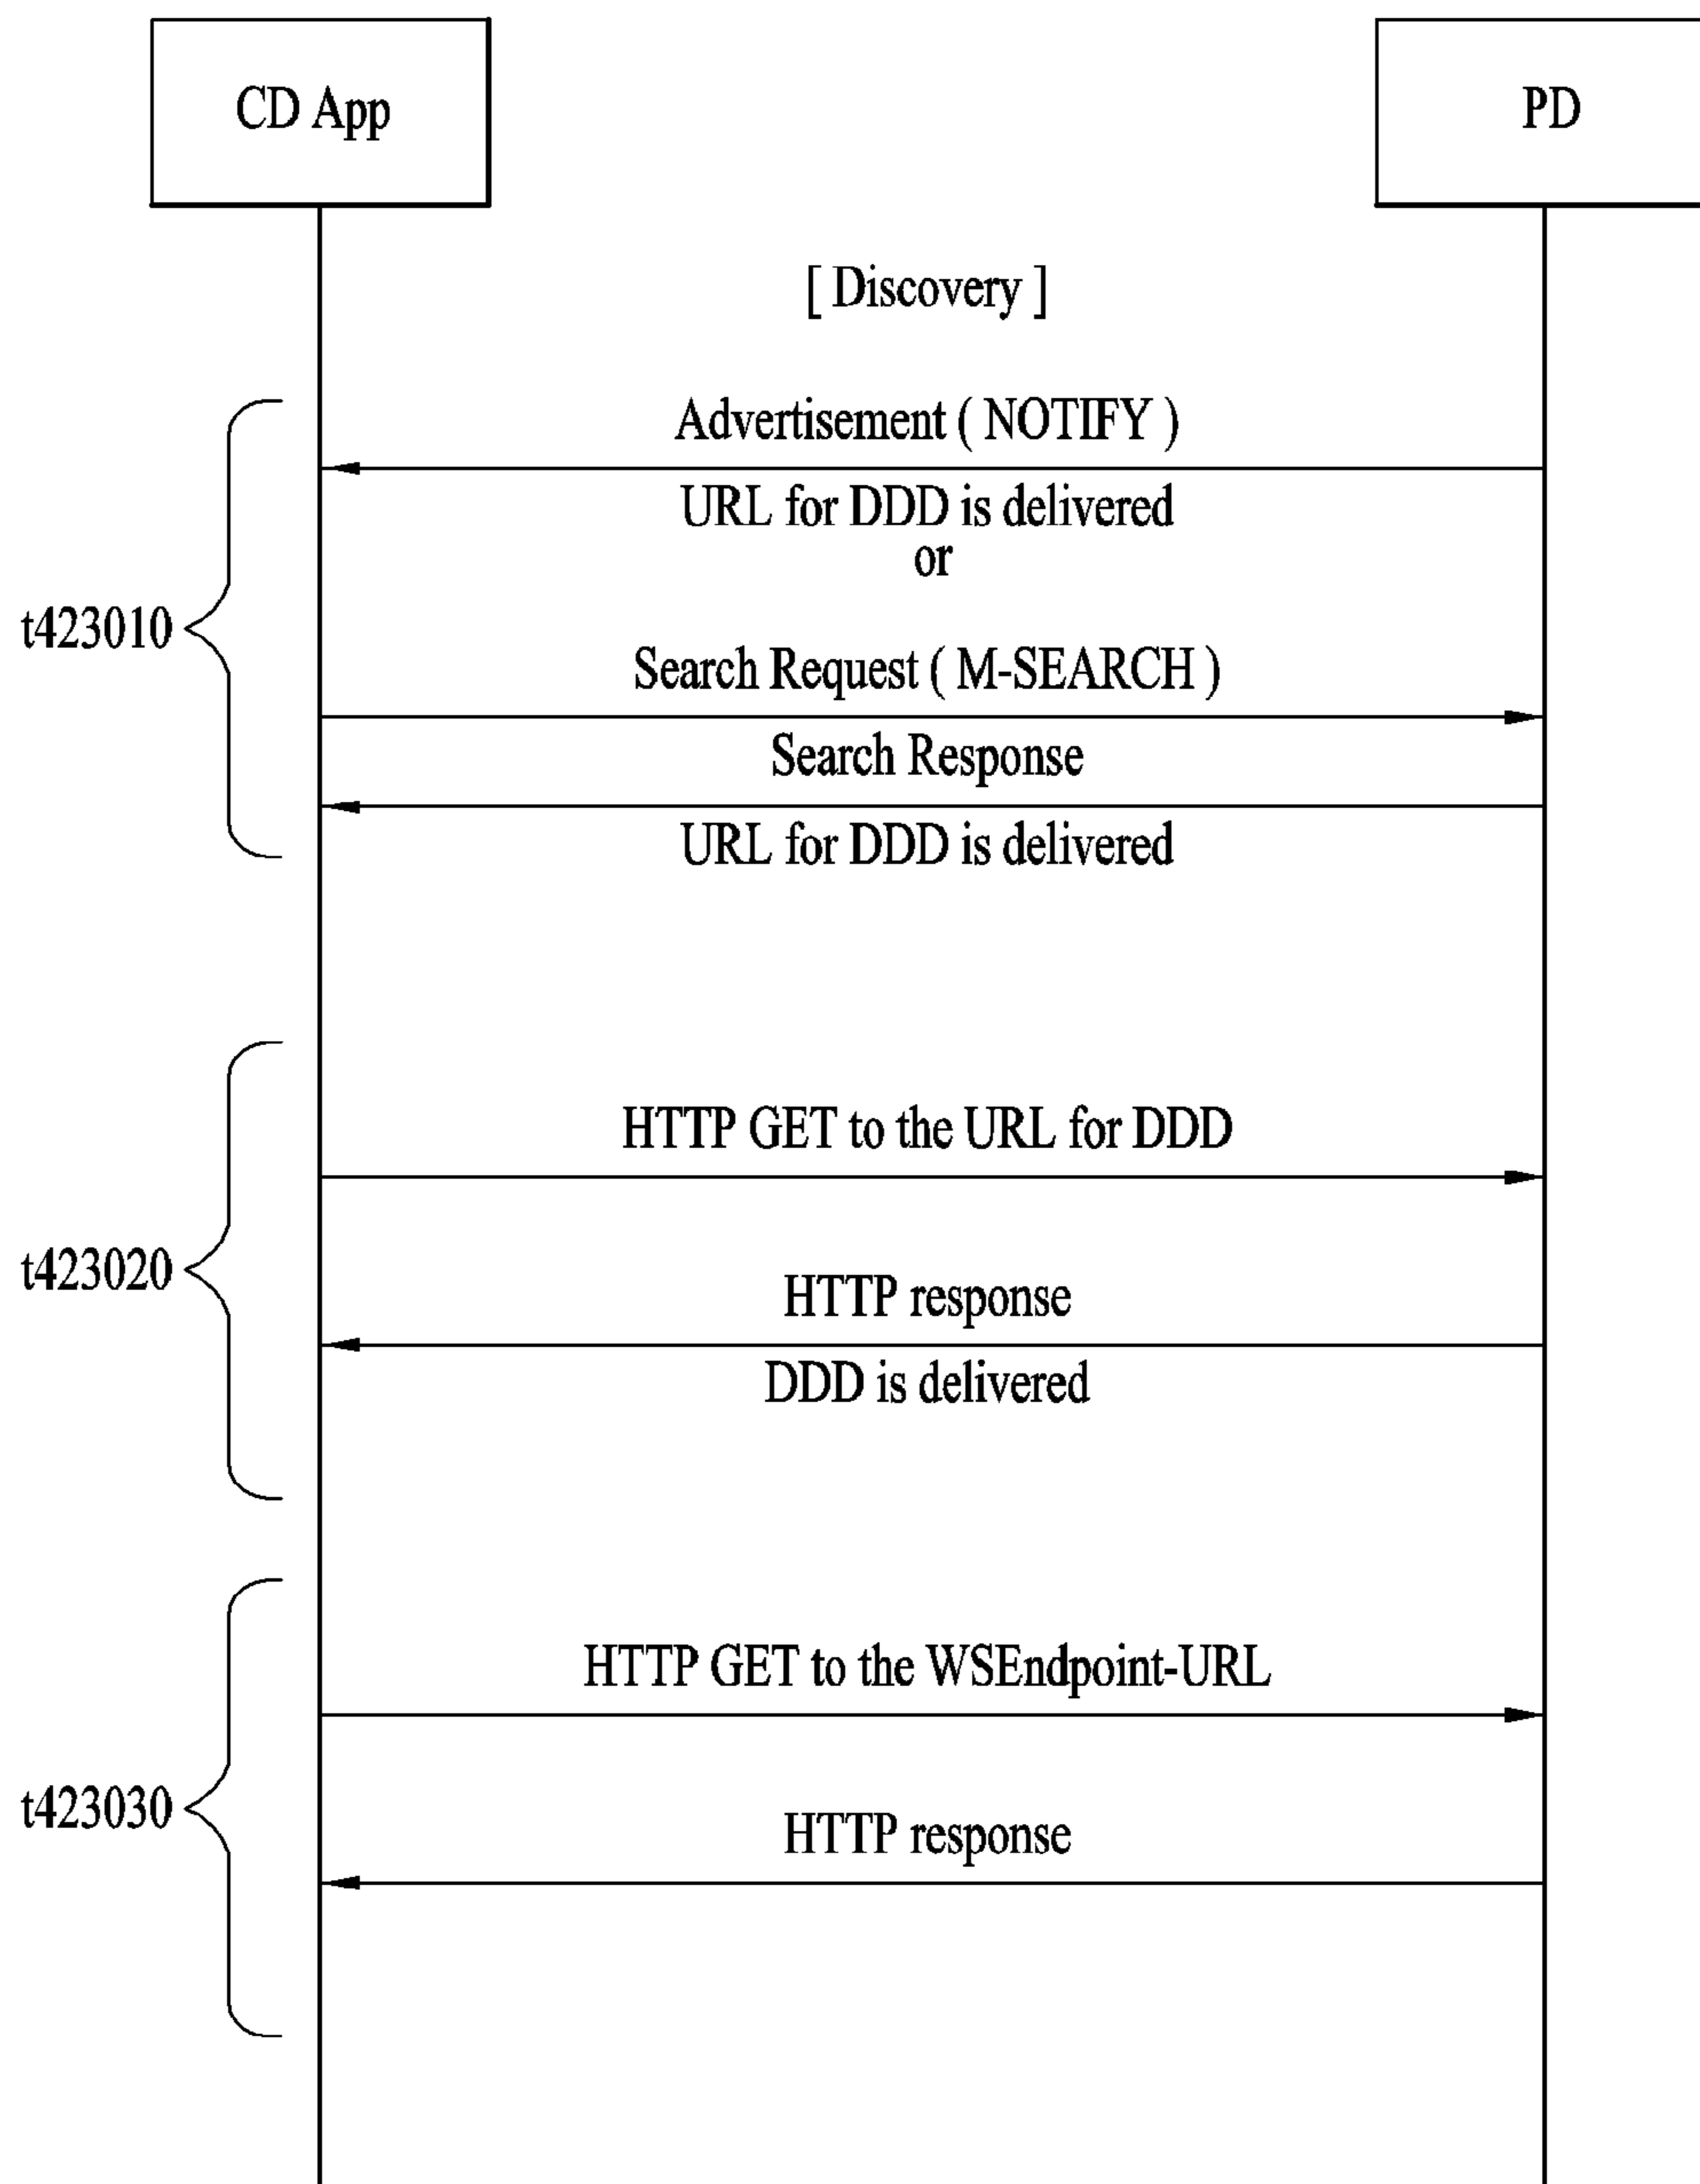 CD App
PD
[ Discovery ]
Advertisement ( NOTIFY )
URL for DDD is delivered
or
t423010
Search Request ( M-SEARCH )
Search Response
URL for DDD is delivered
HTTP GET to the URL for DDD
t423020
HTTP response
DDD is delivered
HTTP GET to the WSEndpoint-URL
t423030
HTTP response